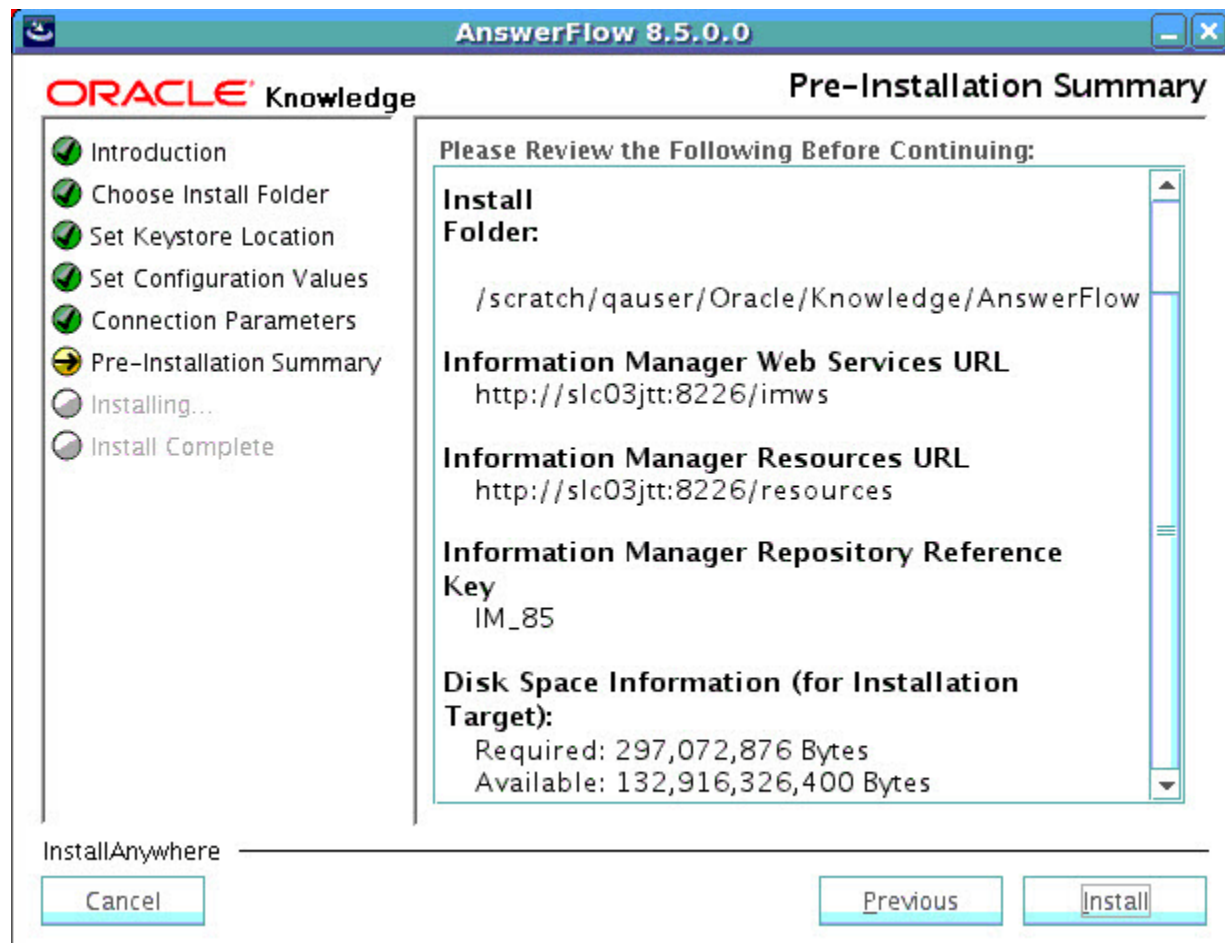 AnswerFlow 8.5.0.0
ORACLE Knowledge
Pre-Installation Summary
Introduction
Choose Install Folder
Set Keystore Location
Set Configuration Values
Connection Parameters
Pre-Installation Summary
Installing...
Install Complete
Please Review the Following Before Continuing:
Install
Folder:
/scratch/qauser/Oracle/Knowledge/AnswerFlow
Information Manager Web Services URL
http://slc03jtt:8226/imws
Information Manager Resources URL
http://slc03jtt:8226/resources
Information Manager Repository Reference
Key
IM_85
Disk Space Information (for Installation
Target):
Required: 297,072,876 Bytes
Available: 132,916,326,400 Bytes
InstallAnywhere
Cancel
Previous
Install